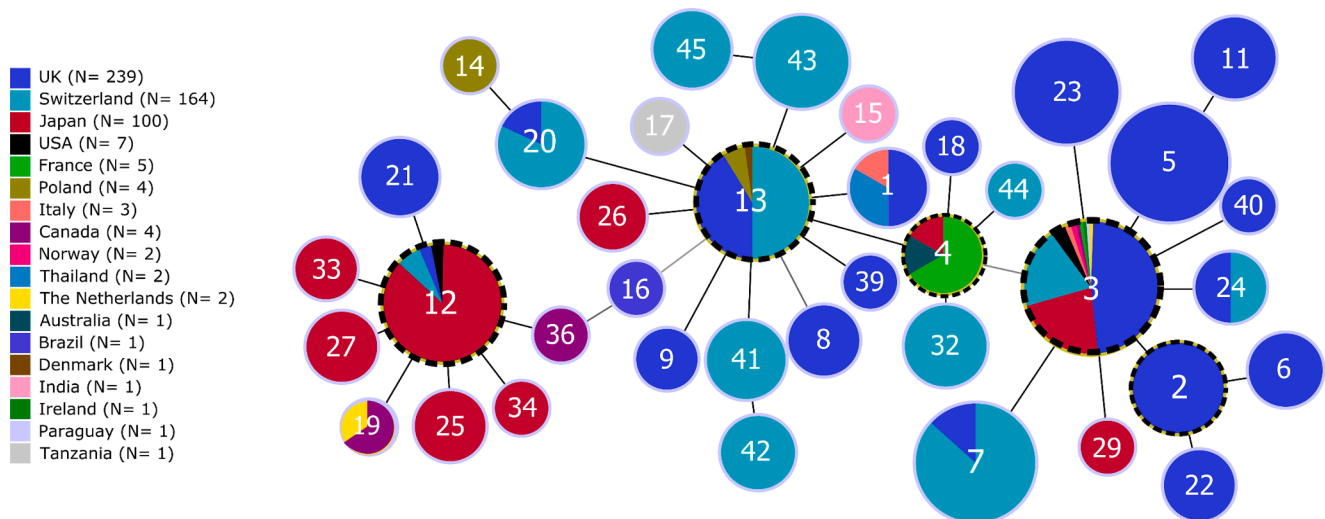 UK (N= 239)
Switzerland (N= 164)
Japan (N= 100)
USA (N= 7)
France (N= 5)
Poland (N= 4)
Italy (N= 3)
Canada (N= 4)
Norway (N= 2)
Thailand (N= 2)
The Netherlands (N= 2)
Australia (N= 1)
Brazil (N= 1)
Denmark (N= 1)
India (N= 1)
Ireland (N= 1)
Paraguay (N= 1)
Tanzania (N= 1)
14
45
43
11
23
15
17
20
18
5
21
44
1
13
40
26
4
33
16
39
3
24
12
36
8
27
41
32
9
6
2
34
19
25
29
42
7
22